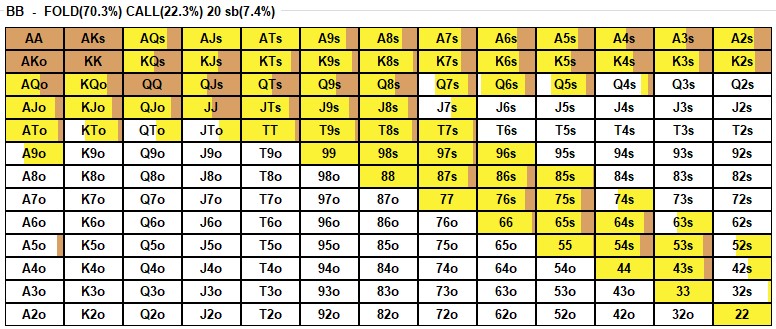 BB - FOLD(70.3%) CALL(22.3%) 20 sb(7.4%)
AA AKs AQs AJs ATs A9s A8s A7s A6s A5s A4s A3s A2s
AKo KK KQs KJs KTs K9s K8s K7s K6s K5s K4s K3s K2s
AQo KQo QQ QJs QTs Q9s Q8s Q7s Q6s Q5s Q4s Q3s Q2s
AJo KJo QJo JJ JTs J9s J8s J7s J6s J5s J4s J3s J2s
ATo KTo QTo JTo TT T9s T8s T7s T6s T5s T4s T3s T2s
A9o K9o Q9o J9o T9o 99 98s 97s 96s 95s 94s 93s 92s
A8o K8o Q8o J8o T8o 98o 88 87s 86s 85s 84s 83s 82s
A7o K7o Q7o J7o T7o 97o 87o 77 76s 75s 74s 73s 72s
A6o K6o Q6o J6o T6o 96o 86o 76o 66 65s 64s 63s 62s
A5o K5o Q5o J5o T5o 95o 85o 75o 65o 55 54s 53s 52s
A4o K4o Q4o J4o T4o 94o 84o 74o 64o 54o 44 43s 42s
A3o K3o Q3o J3o T3o 93o 83o 73o 63o 53o 43o 33 32s
A2o K2o Q2o J2o T2o 92o 82o 72o 62o 52o 42o 32o 22